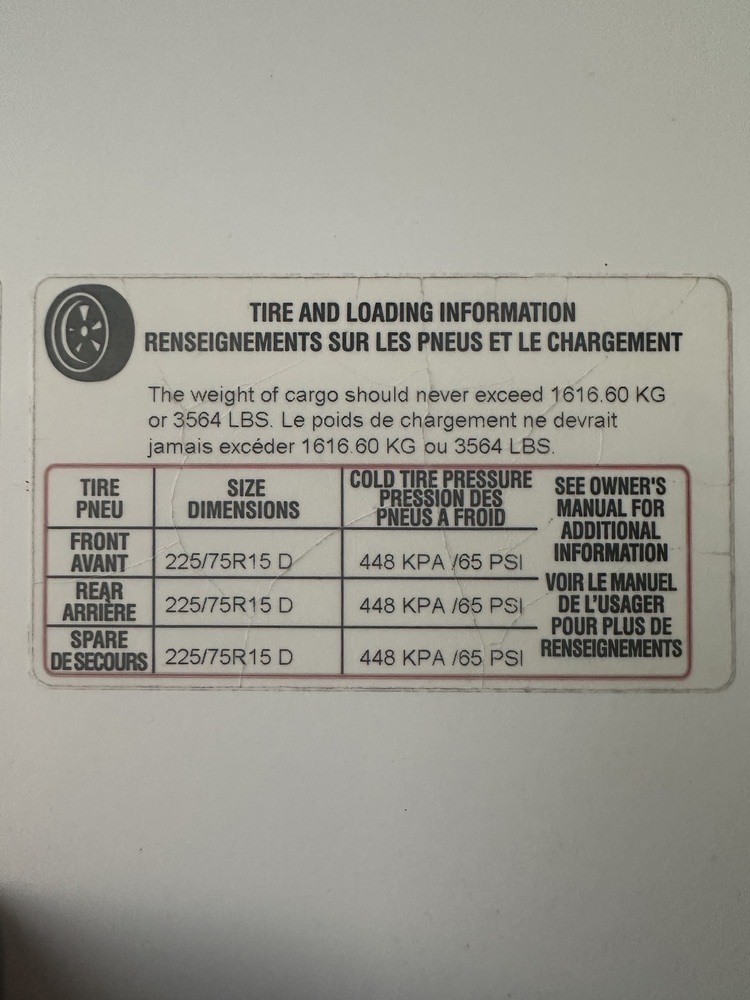 TIRE AND LOADING INFORMATION
RENSEIGNEMENTS SUR LES PNEUS ET LE CHARGEMENT
The weight of cargo should never exceed 1616.60 KG
or 3564 LBS. Le poids de chargement ne devrait
jamais excéder 1616.60 KG ou 3564 LBS.
TIRE
PNEU
SIZE
DIMENSIONS
COLD TIRE PRESSURE
PRESSION DES
PNEUS A FROID
FRONT
AVANT
225/75R15 D
448 KPA /65 PSI
REAR
ARRIÈRE
225/75R15 D
448 KPA /65 PSI
SPARE
DE SECOURS
225/75R15 D
448 KPA /65 PSI
SEE OWNER'S
MANUAL FOR
ADDITIONAL
INFORMATION
VOIR LE MANUEL
DE L'USAGER
POUR PLUS DE
RENSEIGNEMENTS